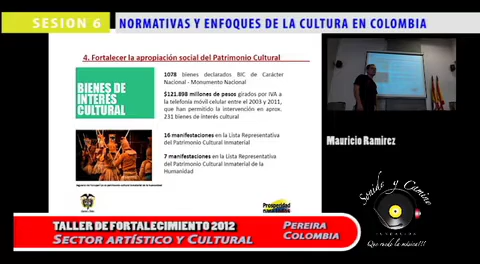 SESION 6
NORMATIVAS Y ENFOQUES DE LA CULTURA EN COLOMBIA
4. Fortalecer la apropiación social del Patrimonio Cultural
BIENES DE
INTERÉS
CULTURAL
1078 bienes declarados BIC de Carácter
Nacional - Monumento Nacional
$121.898 millones de pesos girados por IVA a
la telefonía móvil celular entre el 2003 y 2011,
que han permitido la intervención en aprox.
231 bienes de interés cultural
16 manifestaciones en la Lista Representativa
del Patrimonio Cultural Inmaterial
7 manifestaciones en la Lista Representativa
del Patrimonio Cultural Inmaterial de la
Humanidad
Prosperidad
para todos
Mauricio Ramirez
Sonido y Camino
Que ruede la música!!!
TALLER DE FORTALECIMIENTO 2012
SECTOR ARTÍSTICO Y CULTURAL
PEREIRA
COLOMBIA